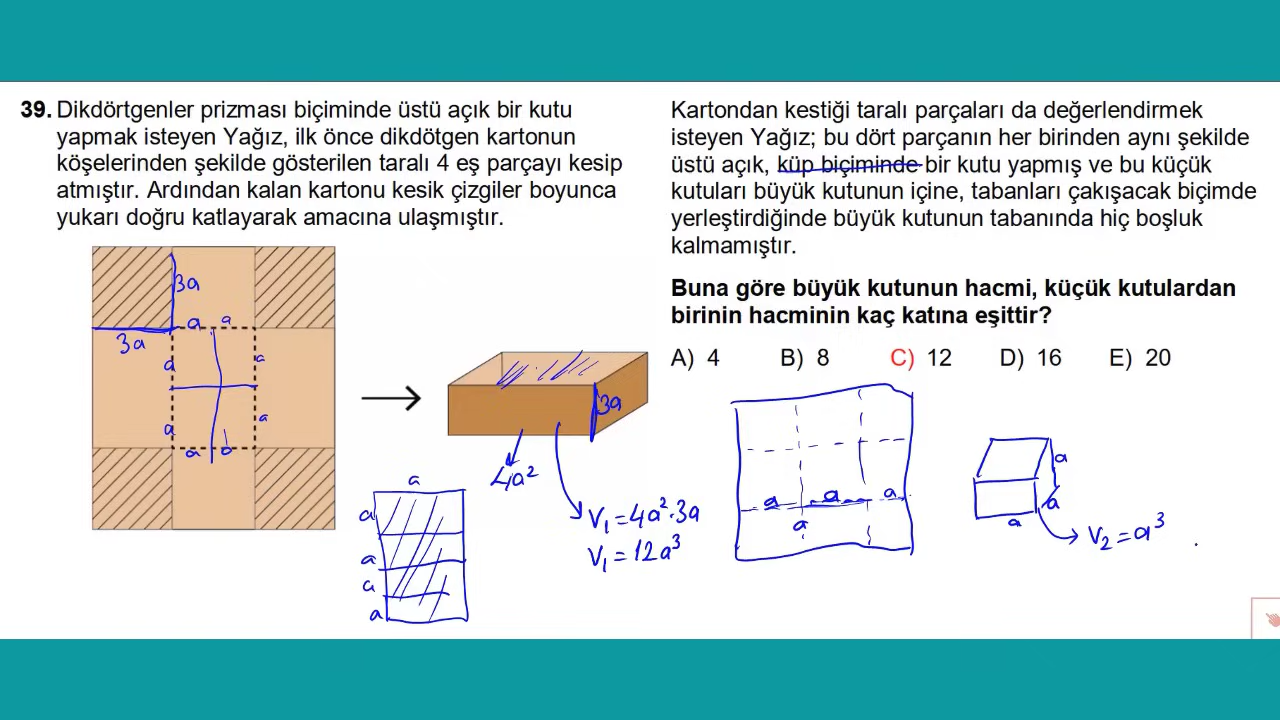 39. Dikdörtgenler prizması biçiminde üstü açık bir kutu
yapmak isteyen Yağız, ilk önce dikdötgen kartonun
köşelerinden şekilde gösterilen taralı 4 eş parçayı kesip
atmıştır. Ardından kalan kartonu kesik çizgiler boyunca
yukarı doğru katlayarak amacına ulaşmıştır.
3a
a
a
3a
a
a
a
a
a
3a
4a²
V₁ = 4a²·3a
V₁ = 12a³
a
a
a
a
a
Kartondan kestiği taralı parçaları da değerlendirmek
isteyen Yağız; bu dört parçanın her birinden aynı şekilde
üstü açık, küp biçiminde bir kutu yapmış ve bu küçük
kutuları büyük kutunun içine, tabanları çakışacak biçimde
yerleştirdiğinde büyük kutunun tabanında hiç boşluk
kalmamıştır.
Buna göre büyük kutunun hacmi, küçük kutulardan
birinin hacminin kaç katına eşittir?
A) 4 B) 8 C) 12 D) 16 E) 20
a
a
a
a
a
a
a
V₂ = a³